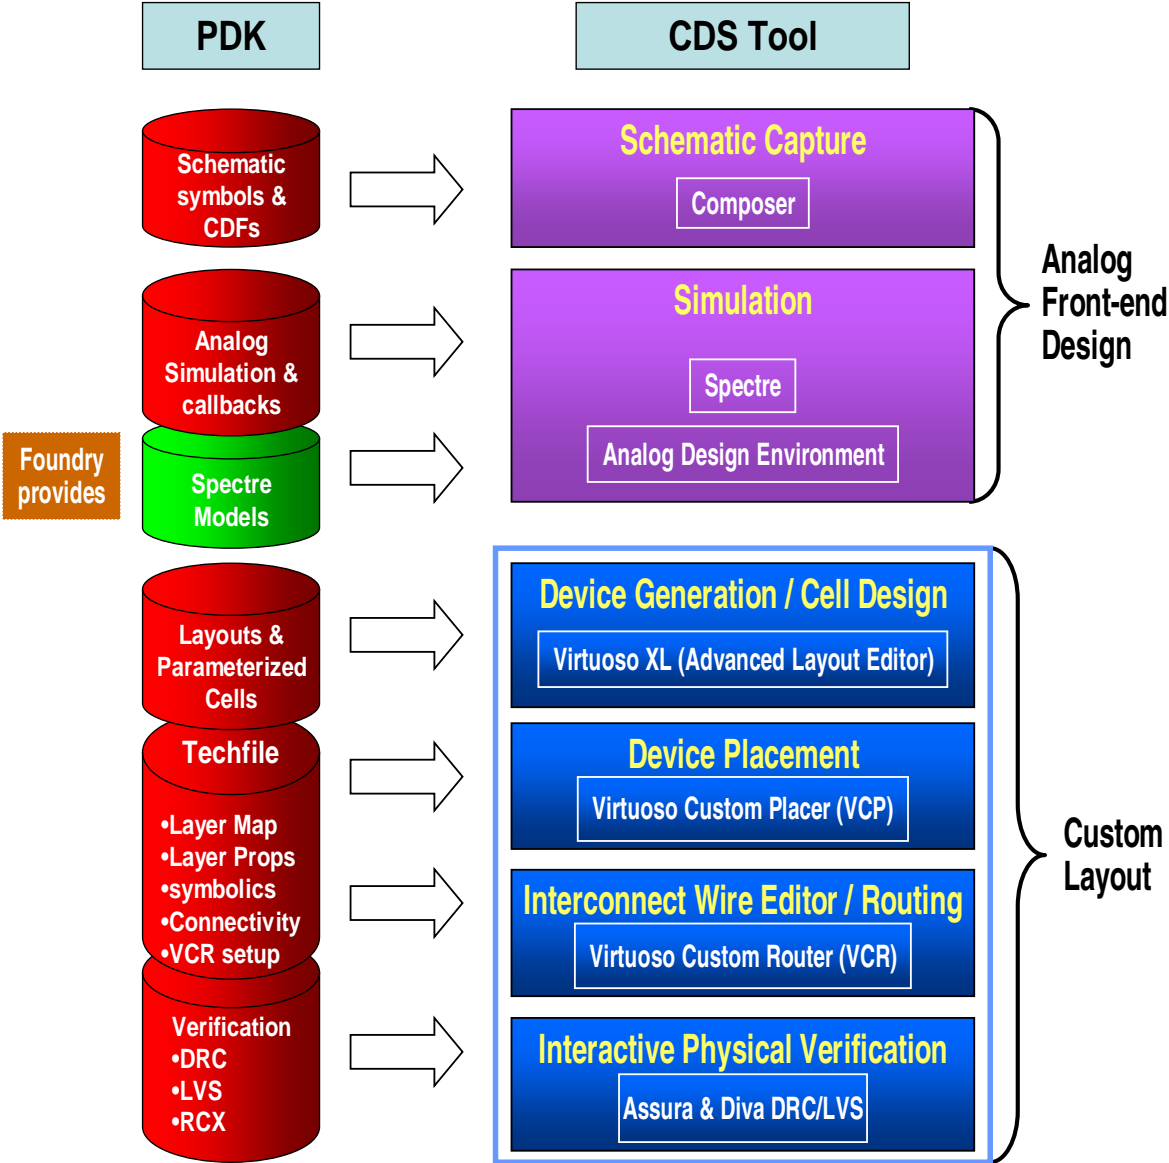 PDK
CDS Tool
Schematic
symbols &
CDFs
Schematic Capture
Composer
Analog
Simulation &
callbacks
Simulation
Spectre
Analog Design Environment
Analog
Front-end
Design
Foundry
provides
Spectre
Models
Layouts &
Parameterized
Cells
Device Generation / Cell Design
Virtuoso XL (Advanced Layout Editor)
Techfile
•Layer Map
•Layer Props
•symbolics
•Connectivity
•VCR setup
Device Placement
Virtuoso Custom Placer (VCP)
Interconnect Wire Editor / Routing
Virtuoso Custom Router (VCR)
Custom
Layout
Verification
•DRC
•LVS
•RCX
Interactive Physical Verification
Assura & Diva DRC/LVS